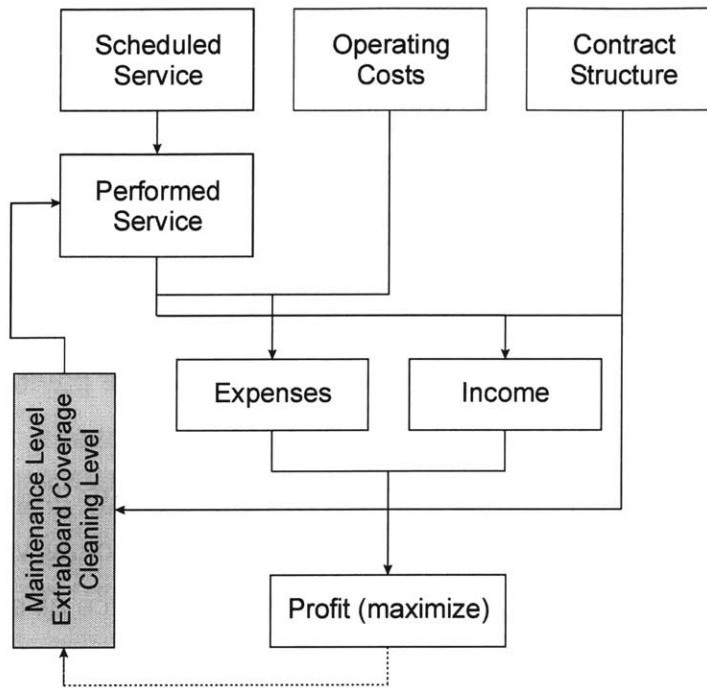 Scheduled
Service
Operating
Costs
Contract
Structure
Performed
Service
Expenses
Income
Maintenance Level
Extraboard Coverage
Cleaning Level
Profit (maximize)